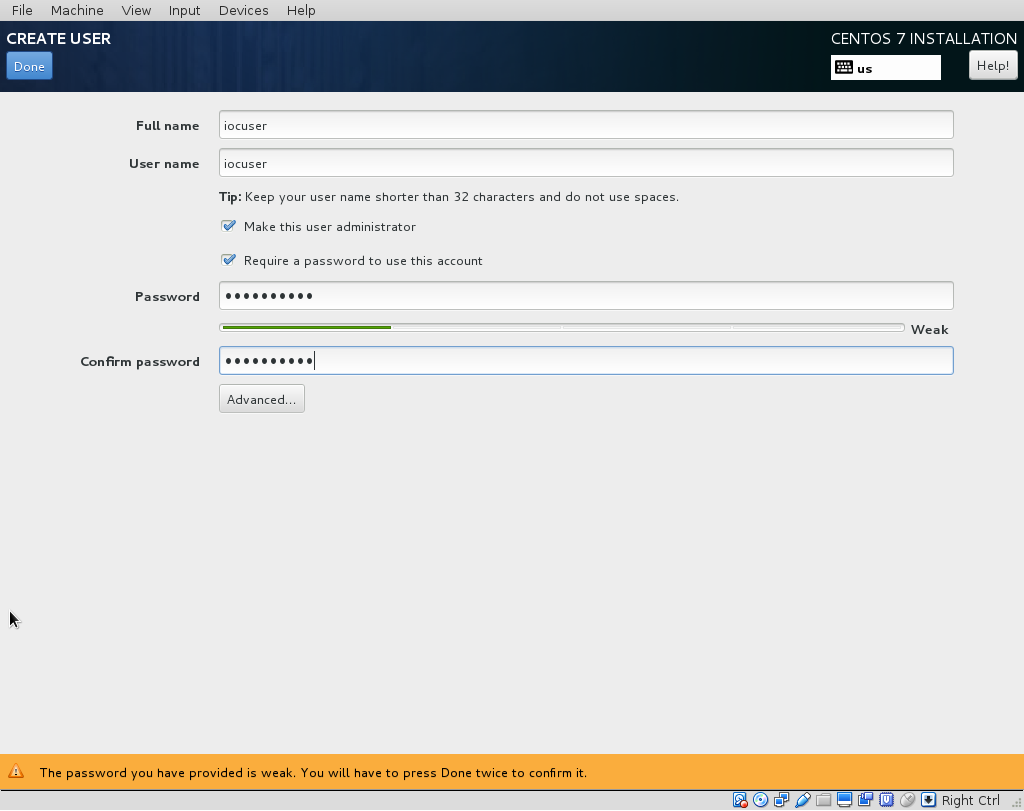 File Machine View Input Devices Help
CREATE USER
CENTOS 7 INSTALLATION
Done
us
Help!
Full name
iocuser
User name
iocuser
Tip: Keep your user name shorter than 32 characters and do not use spaces.
Make this user administrator
Require a password to use this account
Password
••••••••••
Weak
Confirm password
••••••••••
Advanced...
The password you have provided is weak. You will have to press Done twice to confirm it.
Right Ctrl